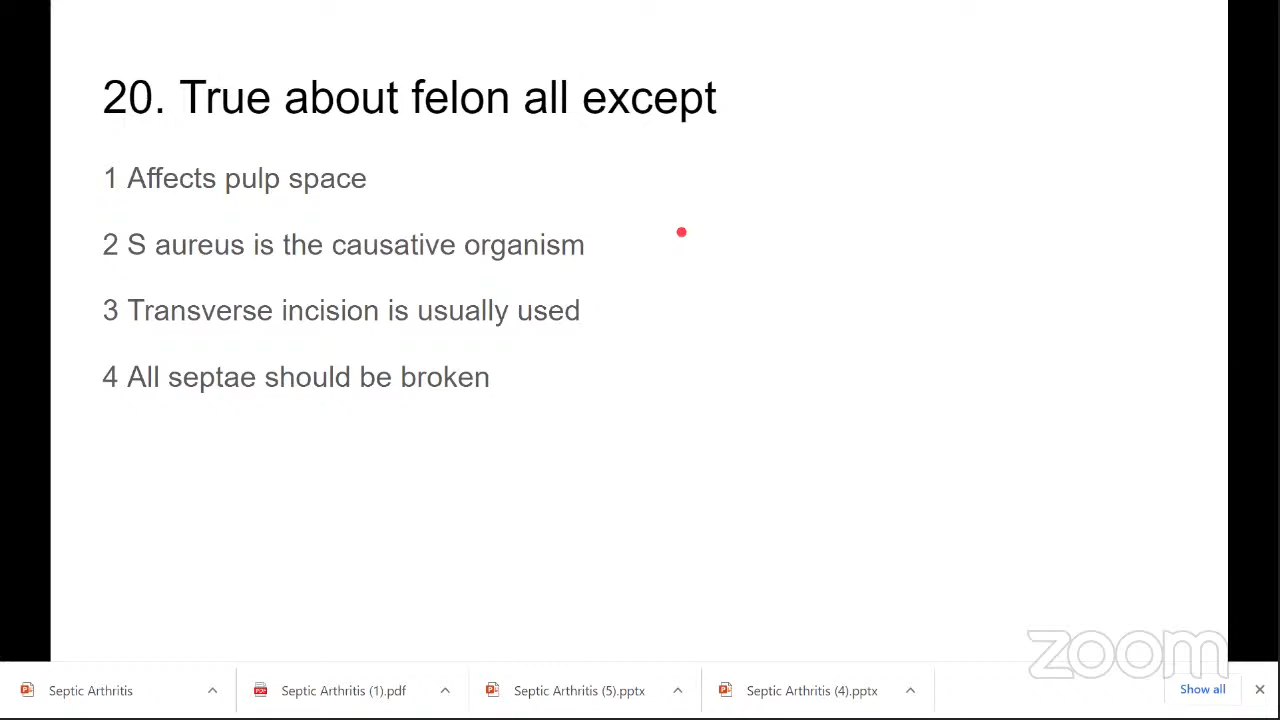 20. True about felon all except
1 Affects pulp space
2 S aureus is the causative organism
3 Transverse incision is usually used
4 All septae should be broken
zoom
Septic Arthritis
Septic Arthritis (1).pdf
Septic Arthritis (5).pptx
Septic Arthritis (4).pptx
Show all